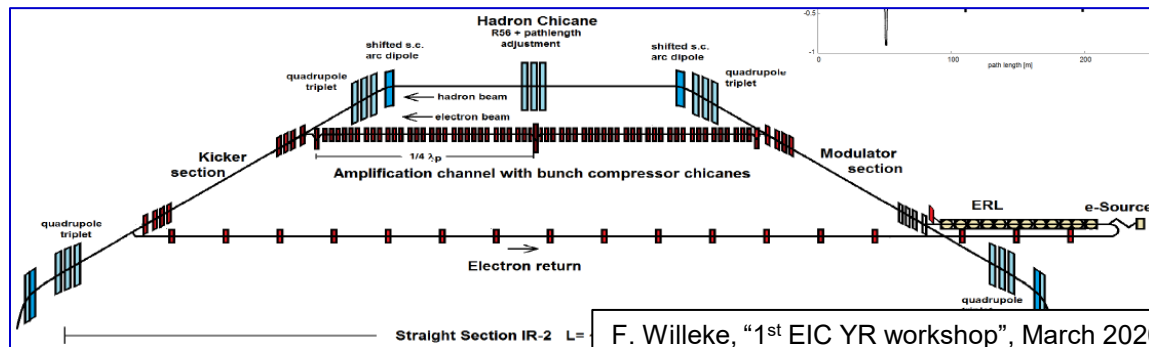 Hadron Chicane
R56 + pathlength
adjustment
shifted s.c.
arc dipole
shifted s.c.
arc dipole
quadrupole
triplet
quadrupole
triplet
hadron beam
electron beam
Kicker
section
1/4 λp
Amplification channel with bunch compressor chicanes
Modulator
section
ERL
e-Source
quadrupole
triplet
Electron return
quadrupole
Straight Section IR-2 L=
F. Willeke, “1st EIC YR workshop”, March 202
-0.5
-1
0
100
200
path length [m]